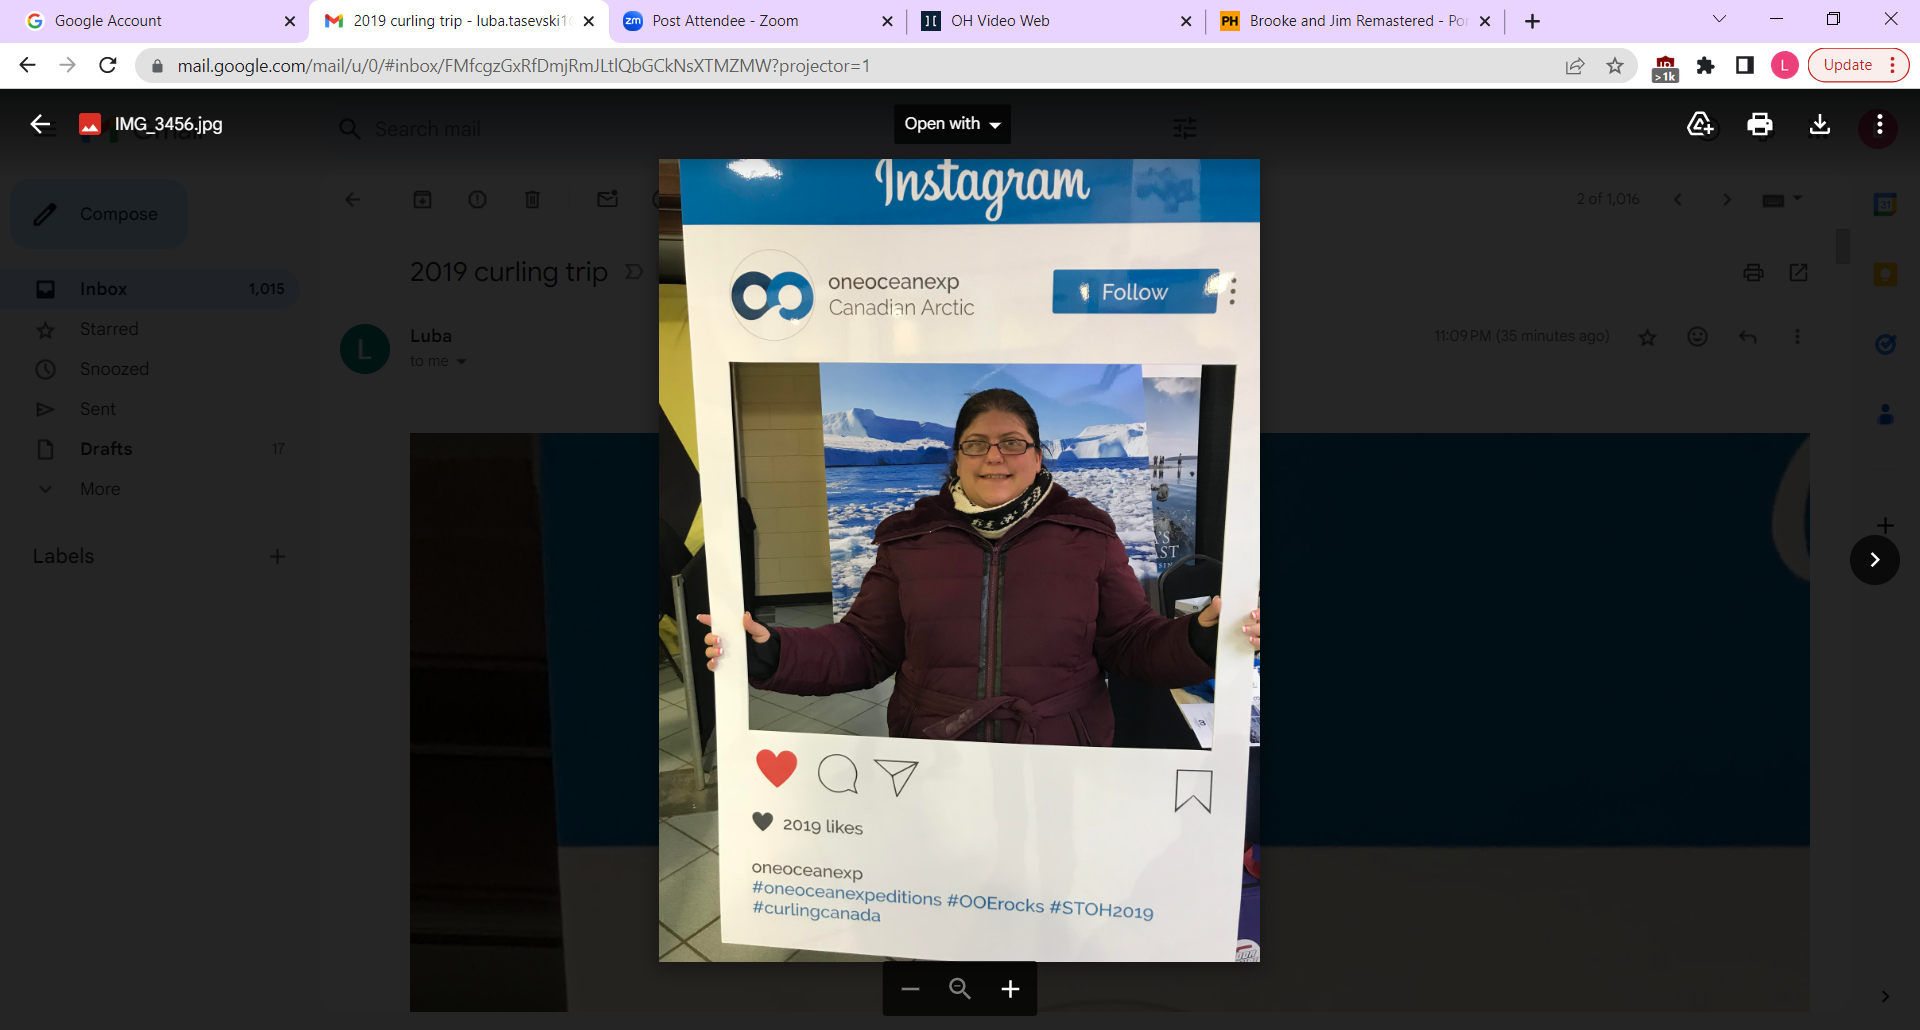 Google Account
2019 curling trip - luba.tasevski1
Post Attendee - Zoom
OH Video Web
Brooke and Jim Remastered - Po
mail.google.com/mail/u/0/#inbox/FMfcgzGxRfDmjRmJLtlQbGCkNsXTMZMW?projector=1
>1k
L
Update
IMG_3456.jpg
Search mail
Open with
Compose
2 of 1,016
31
Inbox 1,015
Starred
Snoozed
Sent
Drafts 17
More
Labels
2019 curling trip
L
Luba
to me
11:09 PM (35 minutes ago)
Instagram
oneoceanexp
Canadian Arctic
Follow
2019 likes
oneoceanexp
#oneoceanexpeditions #OOErocks #STOH2019
#curlingcanada